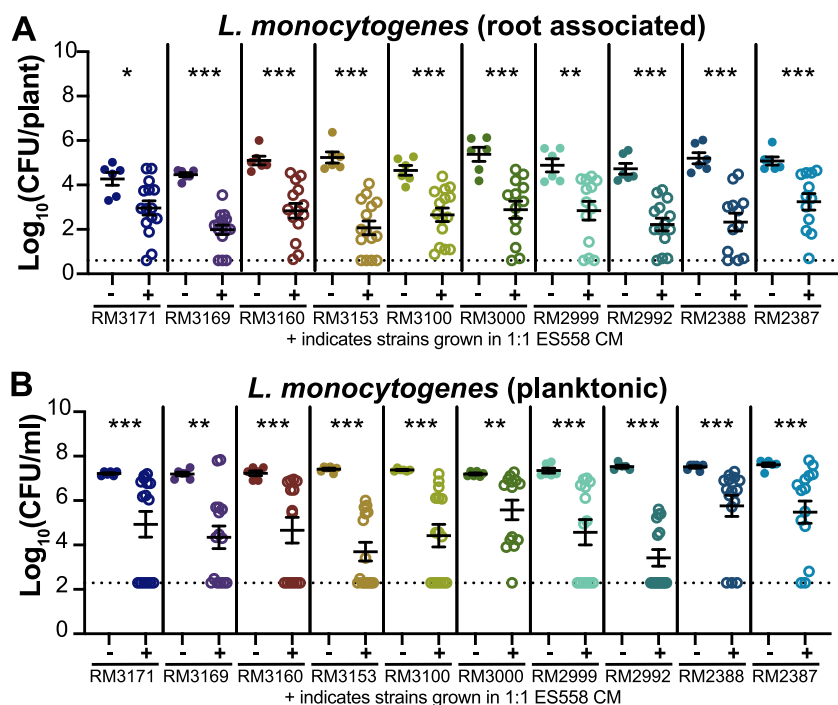 A
L. monocytogenes (root associated)
Log10(CFU/plant)
10
8
6
4
2
0
* *** *** *** *** *** ** *** *** ***
- + - + - + - + - + - + - + - + - + - +
RM3171 RM3169 RM3160 RM3153 RM3100 RM3000 RM2999 RM2992 RM2388 RM2387
+ indicates strains grown in 1:1 ES558 CM
B
L. monocytogenes (planktonic)
Log10(CFU/ml)
10
8
6
4
2
0
*** ** *** *** *** ** *** *** *** ***
- + - + - + - + - + - + - + - + - + - +
RM3171 RM3169 RM3160 RM3153 RM3100 RM3000 RM2999 RM2992 RM2388 RM2387
+ indicates strains grown in 1:1 ES558 CM